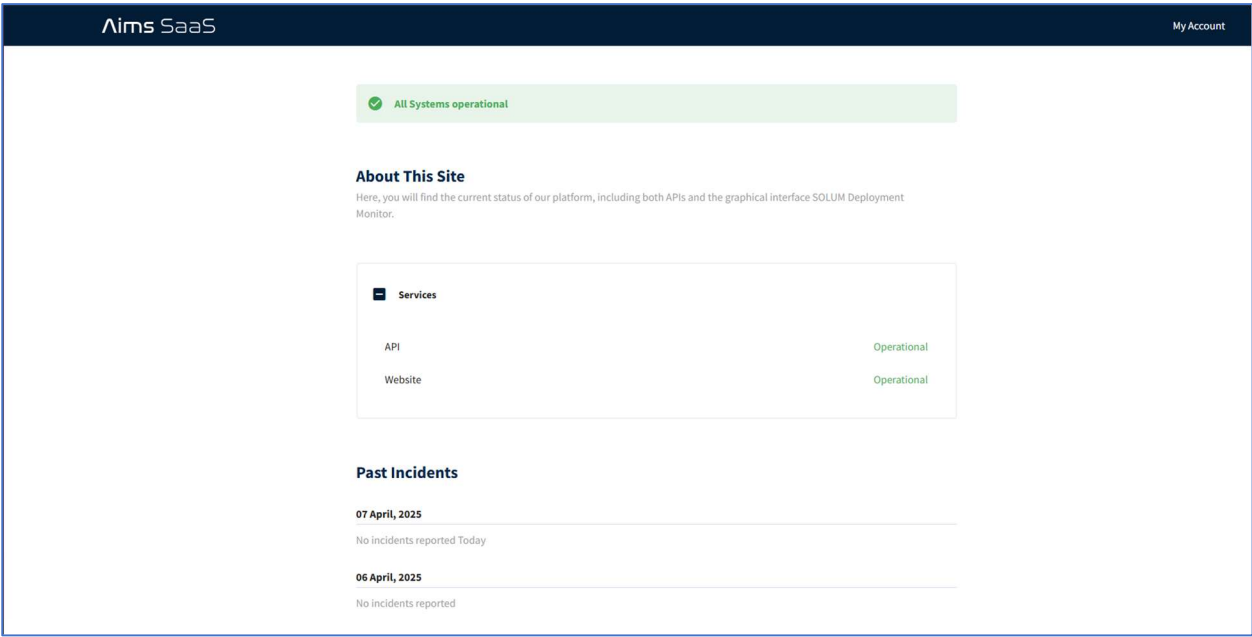 Aims SaaS
My Account
All Systems operational
About This Site
Here, you will find the current status of our platform, including both APIs and the graphical interface SOLUM Deployment
Monitor.
Services
API Operational
Website Operational
Past Incidents
07 April, 2025
No incidents reported Today
06 April, 2025
No incidents reported